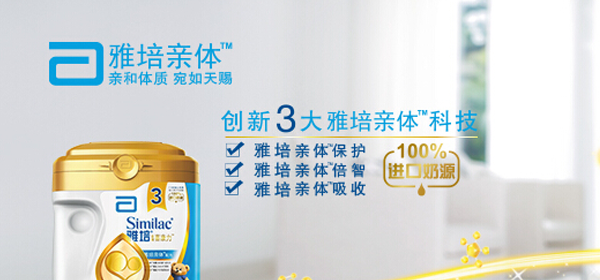 雅培亲体™
亲和体质 宛如天赐
创新3大雅培亲体™科技
雅培亲体™保护
雅培亲体™倍智
雅培亲体™吸收
100%
进口奶源
3
Similac
雅培